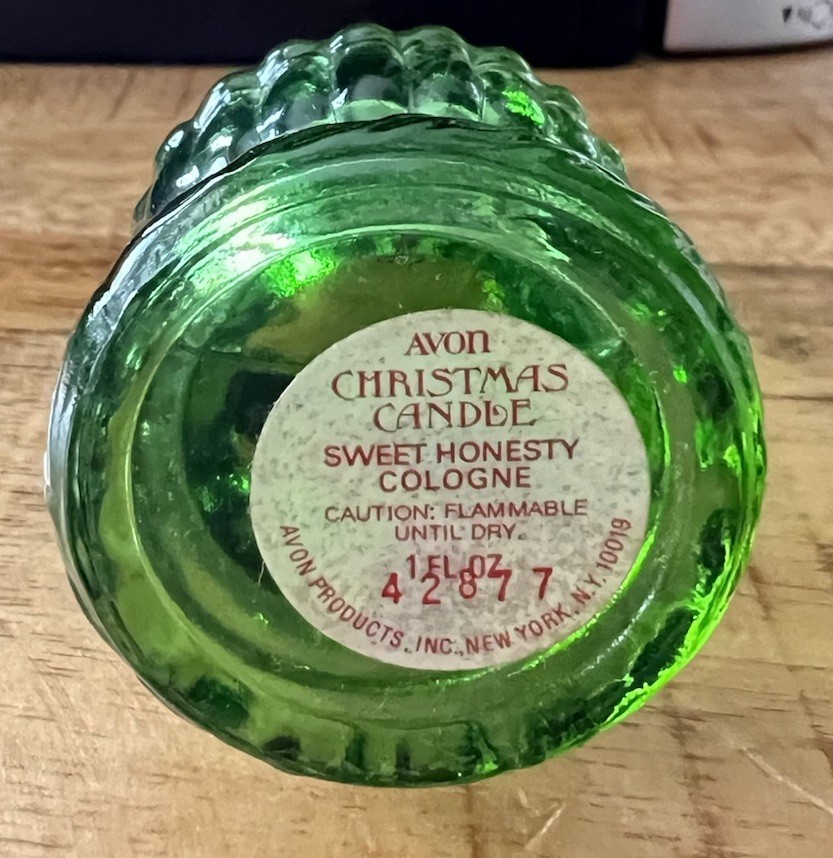 AVON
CHRISTMAS
CANDLE
SWEET HONESTY
COLOGNE
CAUTION: FLAMMABLE
UNTIL DRY.
1 FL. OZ.
42877
AVON PRODUCTS, INC., NEW YORK, N.Y. 10019